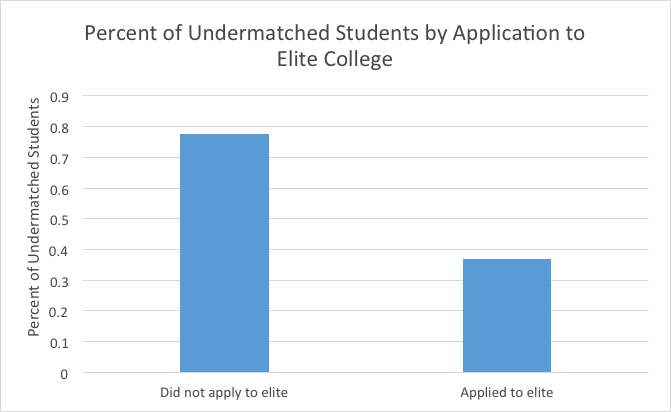 Percent of Undermatched Students by Application to
Elite College
Percent of Undermatched Students
0.9
0.8
0.7
0.6
0.5
0.4
0.3
0.2
0.1
0
Did not apply to elite
Applied to elite